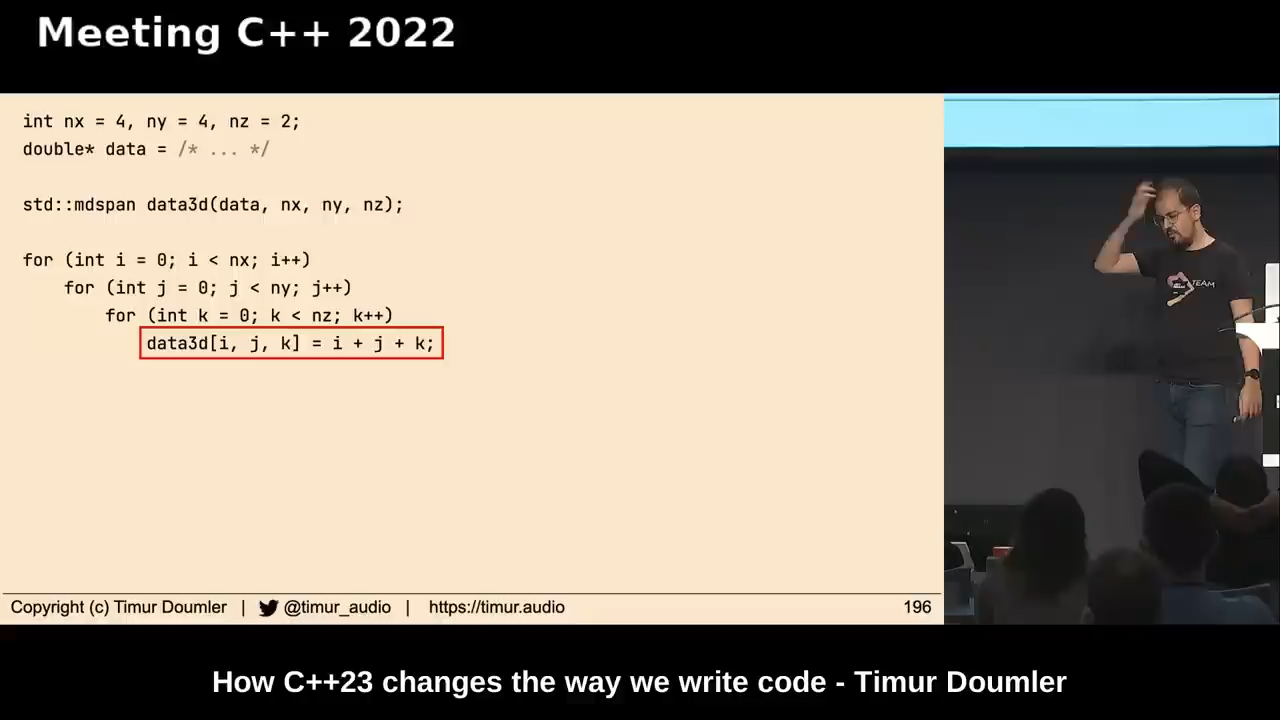 Meeting C++ 2022
int nx = 4, ny = 4, nz = 2;
double* data = /* ... */
std::mdspan data3d(data, nx, ny, nz);
for (int i = 0; i < nx; i++)
for (int j = 0; j < ny; j++)
for (int k = 0; k < nz; k++)
data3d[i, j, k] = i + j + k;
TEAM
Copyright (c) Timur Doumler | @timur_audio | https://timur.audio 196
How C++23 changes the way we write code - Timur Doumler